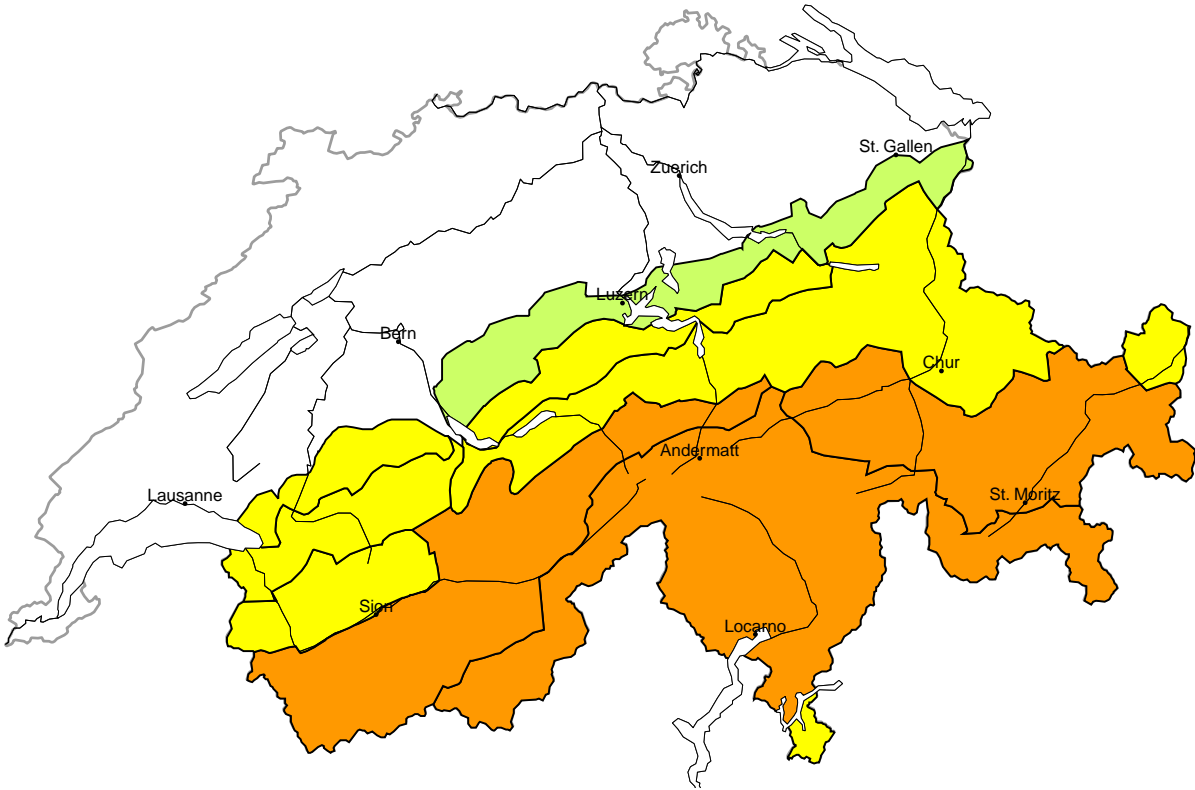 St. Gallen
Zuerich
Luzern
Bern
Chur
Andermatt
Lausanne
St. Moritz
Sion
Locarno